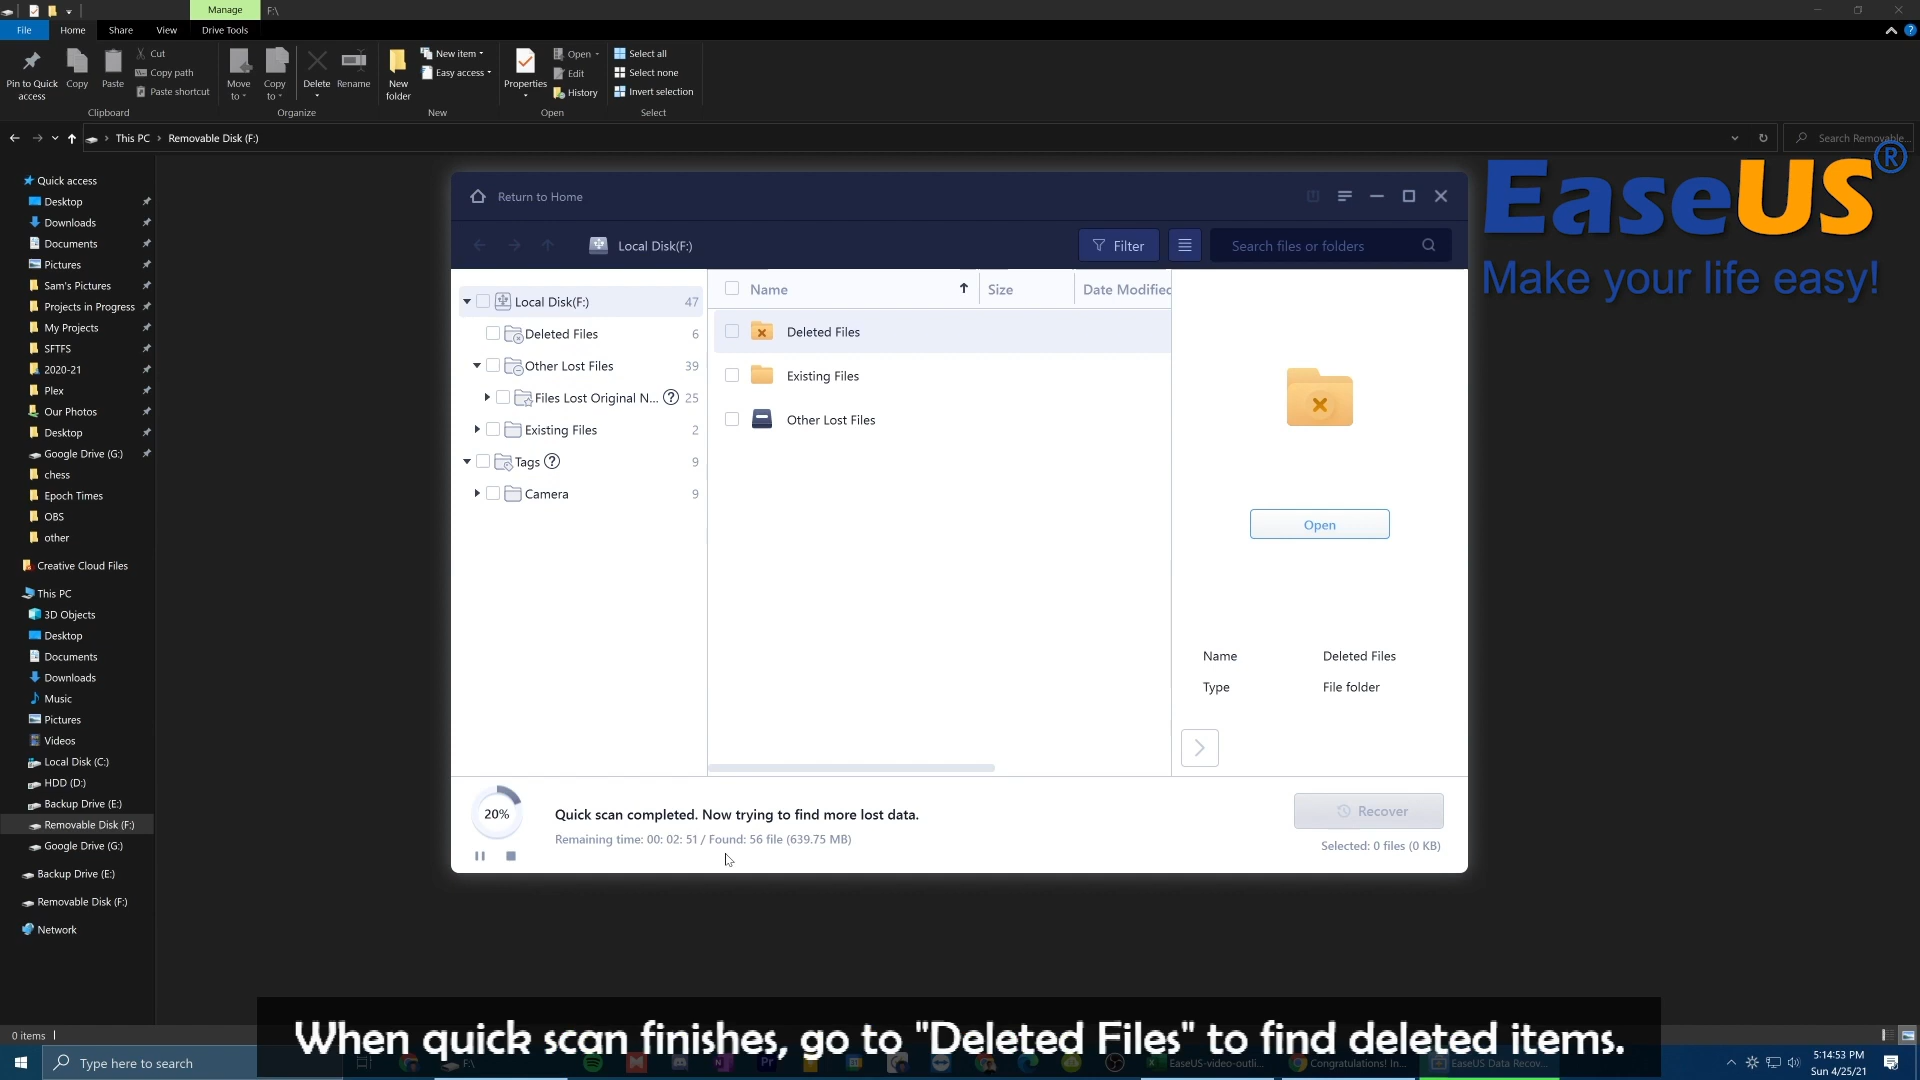 Manage
F:\
File
Home
Share
View
Drive Tools
Pin to Quick access
Copy
Paste
Cut
Copy path
Paste shortcut
Move to
Copy to
Delete
Rename
New folder
New item
Easy access
Properties
Open
Edit
History
Select all
Select none
Invert selection
Clipboard
Organize
New
Open
Select
This PC
Removable Disk (F:)
Search Removable...
Quick access
Desktop
Downloads
Documents
Pictures
Sam's Pictures
Projects in Progress
My Projects
SFTFS
2020-21
Plex
Our Photos
Desktop
Google Drive (G:)
chess
Epoch Times
OBS
other
Creative Cloud Files
This PC
3D Objects
Desktop
Documents
Downloads
Music
Pictures
Videos
Local Disk (C:)
HDD (D:)
Backup Drive (E:)
Removable Disk (F:)
Google Drive (G:)
Backup Drive (E:)
Removable Disk (F:)
Network
0 items
EaseUS®
Make your life easy!
Return to Home
Local Disk(F:)
Filter
Search files or folders
Local Disk(F:) 47
Deleted Files 6
Other Lost Files 39
Files Lost Original N... ? 25
Existing Files 2
Tags ? 9
Camera 9
Name
Size
Date Modified
Deleted Files
Existing Files
Other Lost Files
Open
Name Deleted Files
Type File folder
20%
Quick scan completed. Now trying to find more lost data.
Remaining time: 00: 02: 51 / Found: 56 file (639.75 MB)
Recover
Selected: 0 files (0 KB)
When quick scan finishes, go to "Deleted Files" to find deleted items.
Type here to search
F:\
EaseUS-video-outli...
Congratulations! In...
EaseUS Data Recov...
5:14:53 PM
Sun 4/25/21